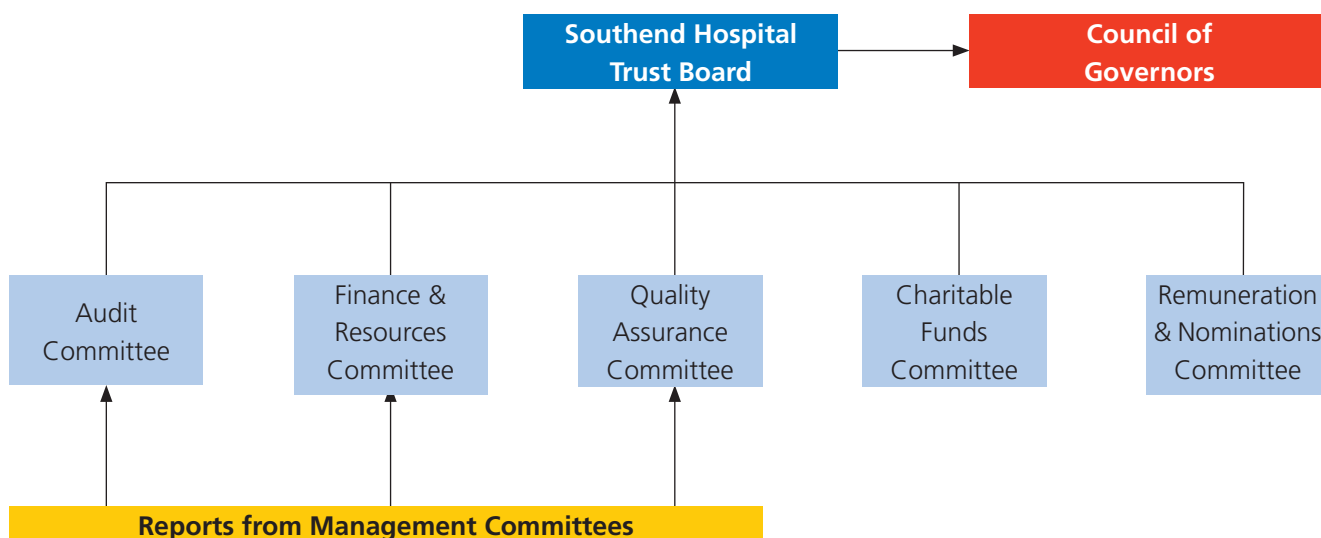 Southend Hospital
Trust Board
Council of
Governors
Audit
Committee
Finance &
Resources
Committee
Quality
Assurance
Committee
Charitable
Funds
Committee
Remuneration
& Nominations
Committee
Reports from Management Committees